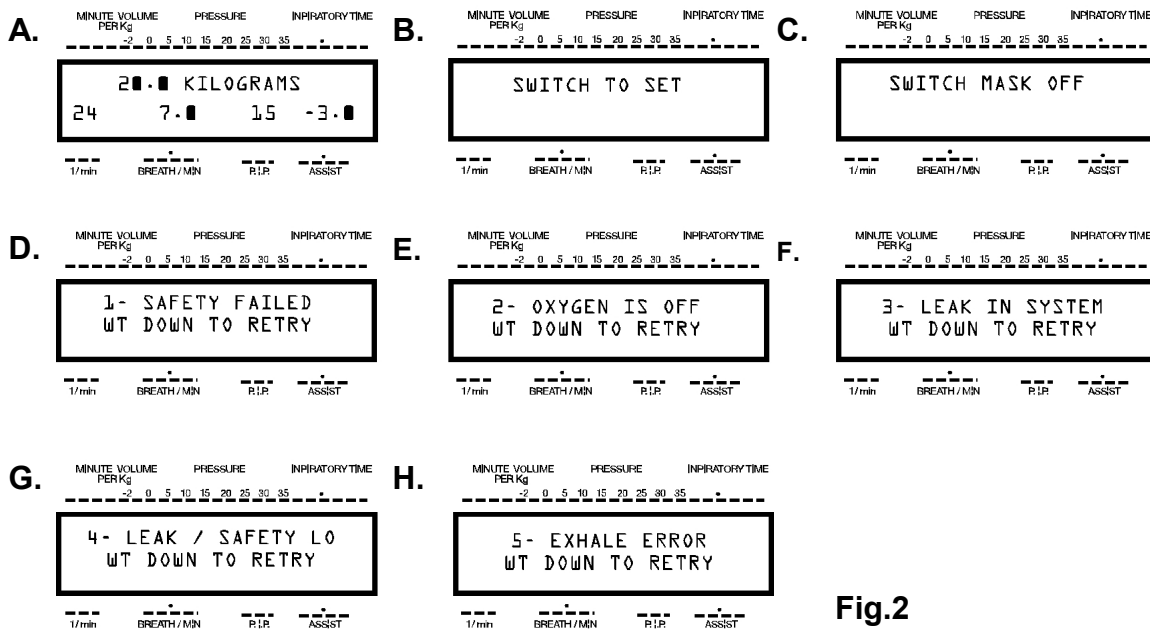 A.
MINUTE VOLUME PRESSURE INPIRATORY TIME
PER Kg
-2 0 5 10 15 20 25 30 35
20.0 KILOGRAMS
24 7.0 15 -3.0
1/min BREATH / MIN P.I.P. ASSIST
B.
MINUTE VOLUME PRESSURE INPIRATORY TIME
PER Kg
-2 0 5 10 15 20 25 30 35
SWITCH TO SET
1/min BREATH / MIN P.I.P. ASSIST
C.
MINUTE VOLUME PRESSURE INPIRATORY TIME
PER Kg
-2 0 5 10 15 20 25 30 35
SWITCH MASK OFF
1/min BREATH / MIN P.I.P. ASSIST
D.
MINUTE VOLUME PRESSURE INPIRATORY TIME
PER Kg
-2 0 5 10 15 20 25 30 35
1- SAFETY FAILED
WT DOWN TO RETRY
1/min BREATH / MIN P.I.P. ASSIST
E.
MINUTE VOLUME PRESSURE INPIRATORY TIME
PER Kg
-2 0 5 10 15 20 25 30 35
2- OXYGEN IS OFF
WT DOWN TO RETRY
1/min BREATH / MIN P.I.P. ASSIST
F.
MINUTE VOLUME PRESSURE INPIRATORY TIME
PER Kg
-2 0 5 10 15 20 25 30 35
3- LEAK IN SYSTEM
WT DOWN TO RETRY
1/min BREATH / MIN P.I.P. ASSIST
G.
MINUTE VOLUME PRESSURE INPIRATORY TIME
PER Kg
-2 0 5 10 15 20 25 30 35
4- LEAK / SAFETY LO
WT DOWN TO RETRY
1/min BREATH / MIN P.I.P. ASSIST
H.
MINUTE VOLUME PRESSURE INPIRATORY TIME
PER Kg
-2 0 5 10 15 20 25 30 35
5- EXHALE ERROR
WT DOWN TO RETRY
1/min BREATH / MIN P.I.P. ASSIST
Fig.2